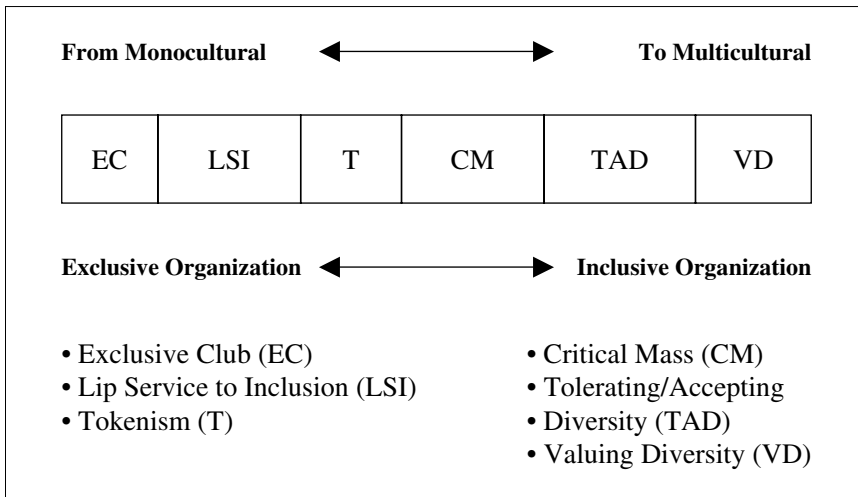 From Monocultural To Multicultural
EC LSI T CM TAD VD
Exclusive Organization Inclusive Organization
• Exclusive Club (EC)
• Lip Service to Inclusion (LSI)
• Tokenism (T)
• Critical Mass (CM)
• Tolerating/Accepting
• Diversity (TAD)
• Valuing Diversity (VD)